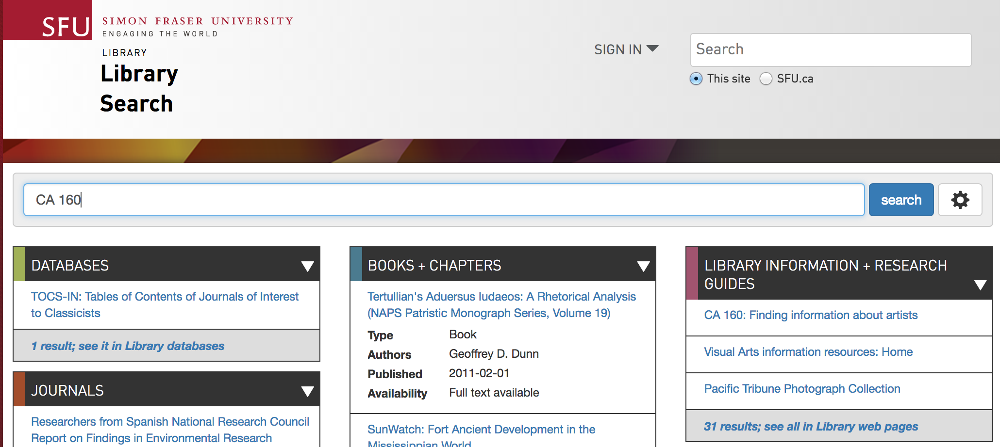 SFU
SIMON FRASER UNIVERSITY
ENGAGING THE WORLD
LIBRARY
Library
Search
SIGN IN
Search
This site
SFU.ca
CA 160
search
DATABASES
TOCS-IN: Tables of Contents of Journals of Interest
to Classicists
1 result; see it in Library databases
JOURNALS
Researchers from Spanish National Research Council
Report on Findings in Environmental Research
BOOKS + CHAPTERS
Tertullian's Aduersus Iudaeos: A Rhetorical Analysis
(NAPS Patristic Monograph Series, Volume 19)
Type Book
Authors Geoffrey D. Dunn
Published 2011-02-01
Availability Full text available
SunWatch: Fort Ancient Development in the
Mississippian World
LIBRARY INFORMATION + RESEARCH
GUIDES
CA 160: Finding information about artists
Visual Arts information resources: Home
Pacific Tribune Photograph Collection
31 results; see all in Library web pages